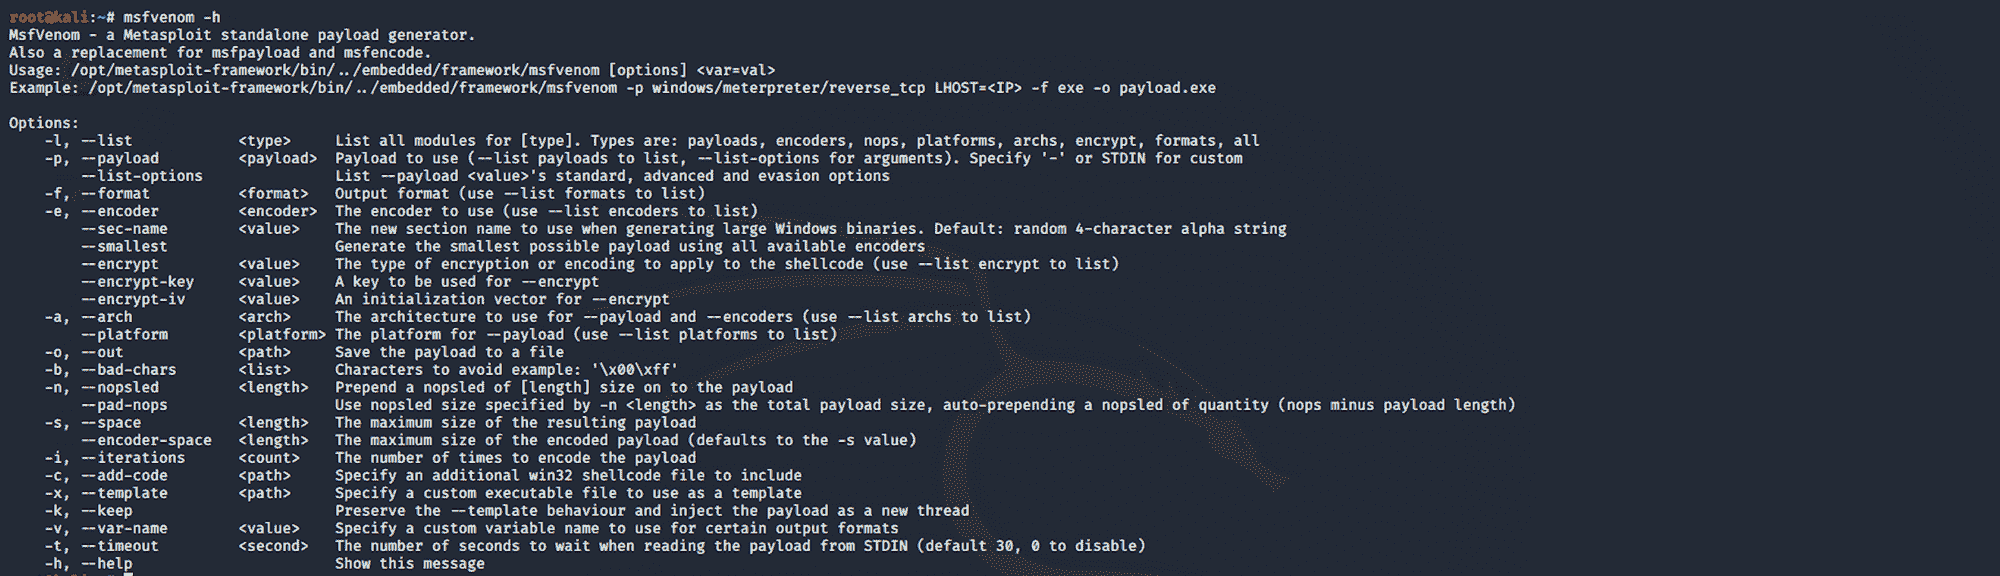 root@kali:~# msfvenom -h
MsfVenom - a Metasploit standalone payload generator.
Also a replacement for msfpayload and msfencode.
Usage: /opt/metasploit-framework/bin/../embedded/framework/msfvenom [options] <var=val>
Example: /opt/metasploit-framework/bin/../embedded/framework/msfvenom -p windows/meterpreter/reverse_tcp LHOST=<IP> -f exe -o payload.exe
Options:
-l, --list <type> List all modules for [type]. Types are: payloads, encoders, nops, platforms, archs, encrypt, formats, all
-p, --payload <payload> Payload to use (--list payloads to list, --list-options for arguments). Specify '-' or STDIN for custom
--list-options List --payload <value>'s standard, advanced and evasion options
-f, --format <format> Output format (use --list formats to list)
-e, --encoder <encoder> The encoder to use (use --list encoders to list)
--sec-name <value> The new section name to use when generating large Windows binaries. Default: random 4-character alpha string
--smallest Generate the smallest possible payload using all available encoders
--encrypt <value> The type of encryption or encoding to apply to the shellcode (use --list encrypt to list)
--encrypt-key <value> A key to be used for --encrypt
--encrypt-iv <value> An initialization vector for --encrypt
-a, --arch <arch> The architecture to use for --payload and --encoders (use --list archs to list)
--platform <platform> The platform for --payload (use --list platforms to list)
-o, --out <path> Save the payload to a file
-b, --bad-chars <list> Characters to avoid example: '\x00\xff'
-n, --nopsled <length> Prepend a nopsled of [length] size on to the payload
--pad-nops Use nopsled size specified by -n <length> as the total payload size, auto-prepending a nopsled of quantity (nops minus payload length)
-s, --space <length> The maximum size of the resulting payload
--encoder-space <length> The maximum size of the encoded payload (defaults to the -s value)
-i, --iterations <count> The number of times to encode the payload
-c, --add-code <path> Specify an additional win32 shellcode file to include
-x, --template <path> Specify a custom executable file to use as a template
-k, --keep Preserve the --template behaviour and inject the payload as a new thread
-v, --var-name <value> Specify a custom variable name to use for certain output formats
-t, --timeout <second> The number of seconds to wait when reading the payload from STDIN (default 30, 0 to disable)
-h, --help Show this message